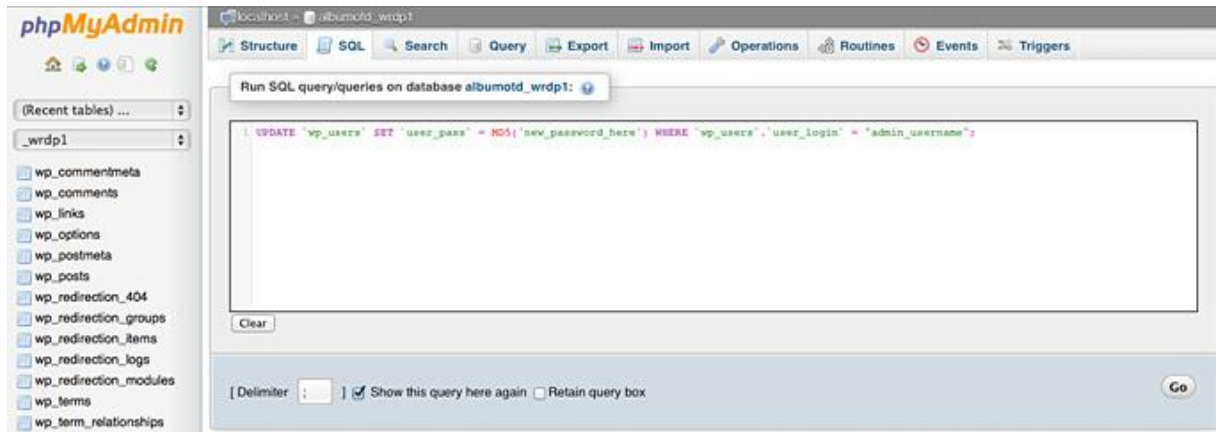 phpMyAdmin
localhost » albumotd_wrdp1
Structure SQL Search Query Export Import Operations Routines Events Triggers
Run SQL query/queries on database albumotd_wrdp1:
(Recent tables) ...
_wrdp1
1 UPDATE `wp_users` SET `user_pass` = MD5('new_password_here') WHERE `wp_users`.`user_login` = "admin_username";
wp_commentmeta
wp_comments
wp_links
wp_options
wp_postmeta
wp_posts
wp_redirection_404
wp_redirection_groups
wp_redirection_items
wp_redirection_logs
wp_redirection_modules
wp_terms
wp_term_relationships
Clear
[ Delimiter ; ] Show this query here again Retain query box
Go